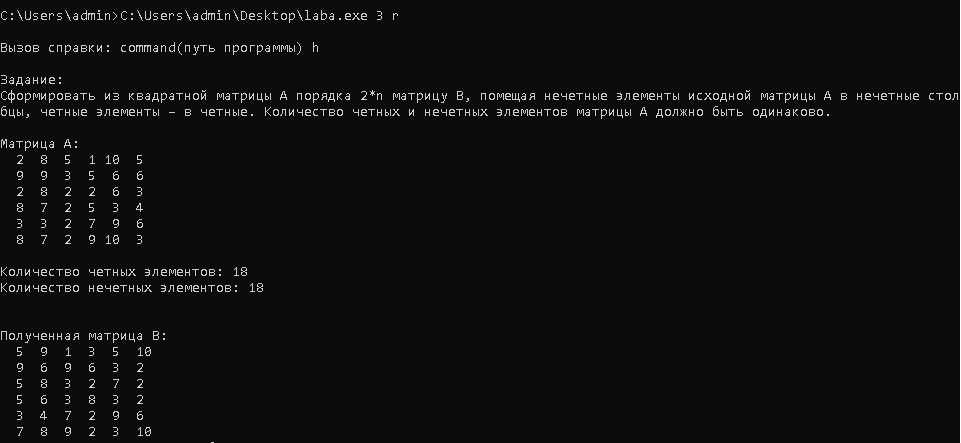 C:\Users\admin>C:\Users\admin\Desktop\laba.exe 3 r
Вызов справки: command(путь программы) h
Задание:
Сформировать из квадратной матрицы А порядка 2*n матрицу В, помещая нечетные элементы исходной матрицы А в нечетные стол
бцы, четные элементы – в четные. Количество четных и нечетных элементов матрицы А должно быть одинаково.
Матрица А:
2 8 5 1 10 5
9 9 3 5 6 6
2 8 2 2 6 3
8 7 2 5 3 4
3 3 2 7 9 6
8 7 2 9 10 3
Количество четных элементов: 18
Количество нечетных элементов: 18
Полученная матрица В:
5 9 1 3 5 10
9 6 9 6 3 2
5 8 3 2 7 2
5 6 3 8 3 2
3 4 7 2 9 6
7 8 9 2 3 10